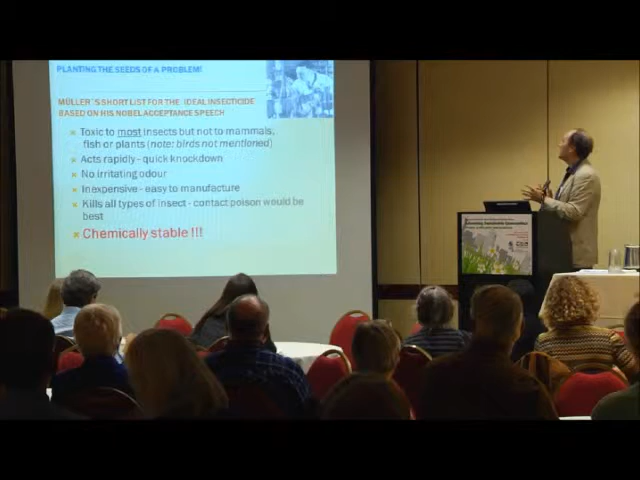 PLANTING THE SEEDS OF A PROBLEM!
MÜLLER´S SHORT LIST FOR THE IDEAL INSECTICIDE
BASED ON HIS NOBEL ACCEPTANCE SPEECH
Toxic to most insects but not to mammals,
fish or plants (note: birds not mentioned)
Acts rapidly - quick knockdown
No irritating odour
Inexpensive - easy to manufacture
Kills all types of insect - contact poison would be
best
Chemically stable !!!